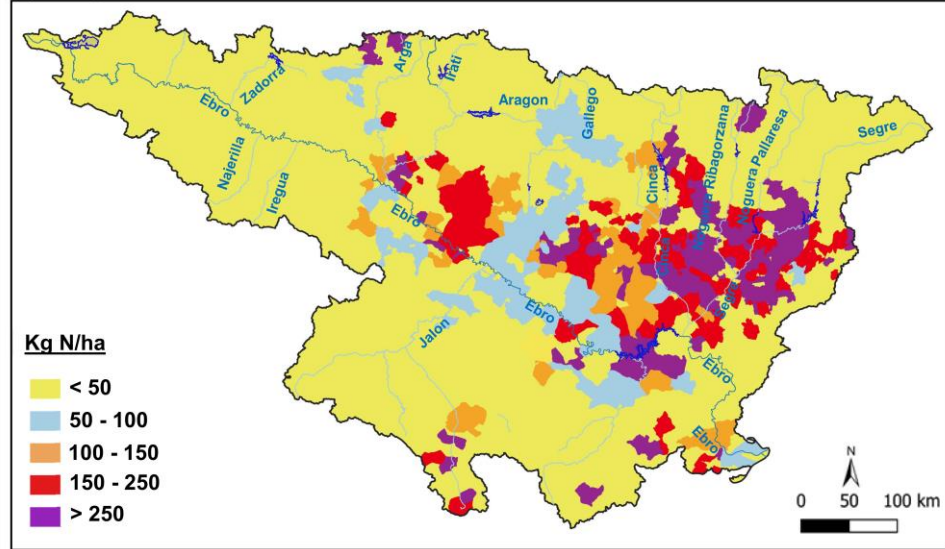 Arga
Irati
Zadorra
Ebro
Aragon
Gallego
Segre
Najerilla
Iregua
Cinca
Noguera Ribagorzana
Noguera Pallaresa
Ebro
Cinca
Segre
Jalon
Ebro
Ebro
Ebro
Kg N/ha
< 50
50 - 100
100 - 150
150 - 250
> 250
N
0 50 100 km